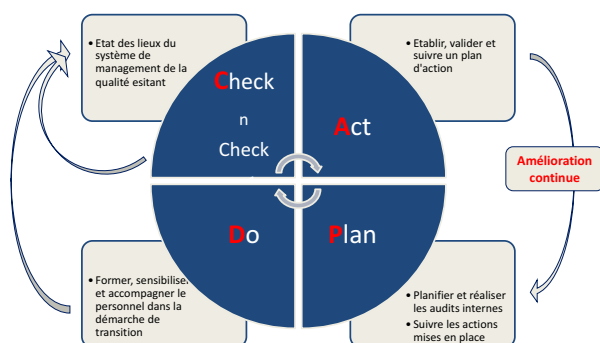 • Etat des lieux du
système de
management de la
qualité esitant
• Etablir, valider et
suivre un plan
d'action
Check
n
Check
Act
Amélioration
continue
Do
Plan
• Former, sensibiliser
et accompagner le
personnel dans la
démarche de
transition
• Planifier et réaliser
les audits internes
• Suivre les actions
mises en place